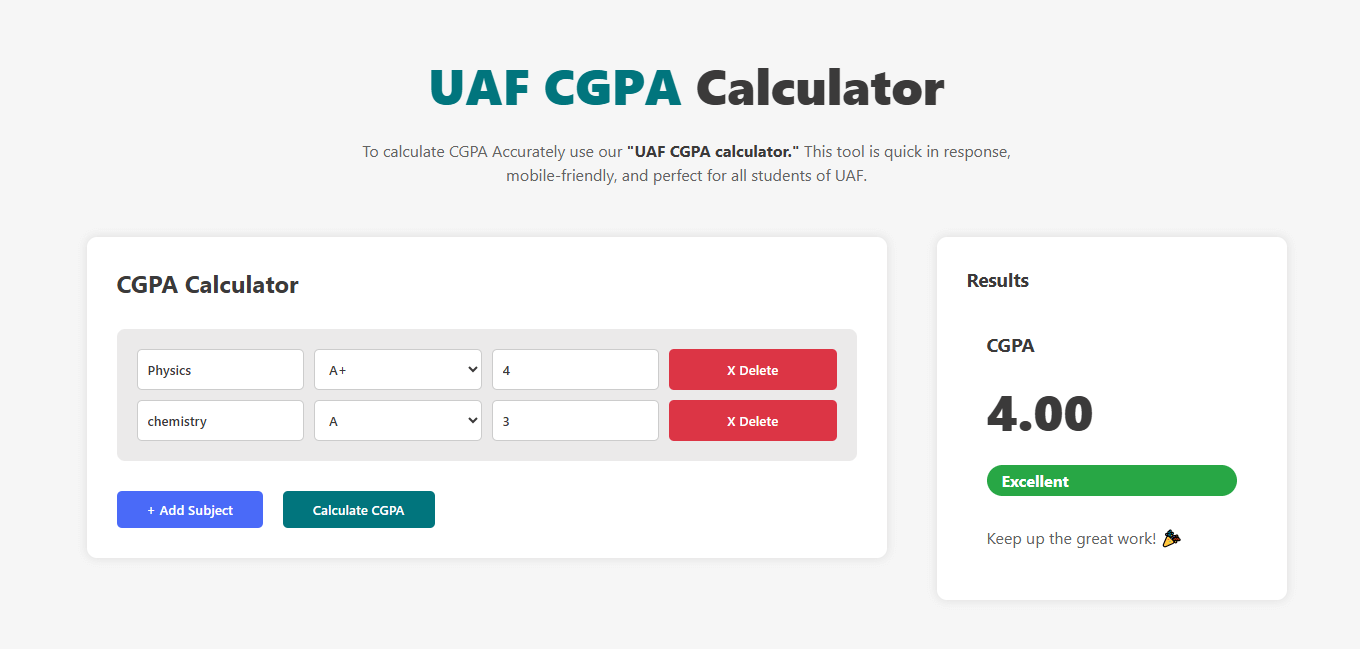 UAF CGPA Calculator
To calculate CGPA Accurately use our "UAF CGPA calculator." This tool is quick in response,
mobile-friendly, and perfect for all students of UAF.
CGPA Calculator
Physics A+ 4 X Delete
chemistry A 3 X Delete
+ Add Subject Calculate CGPA
Results
CGPA
4.00
Excellent
Keep up the great work! 🎉